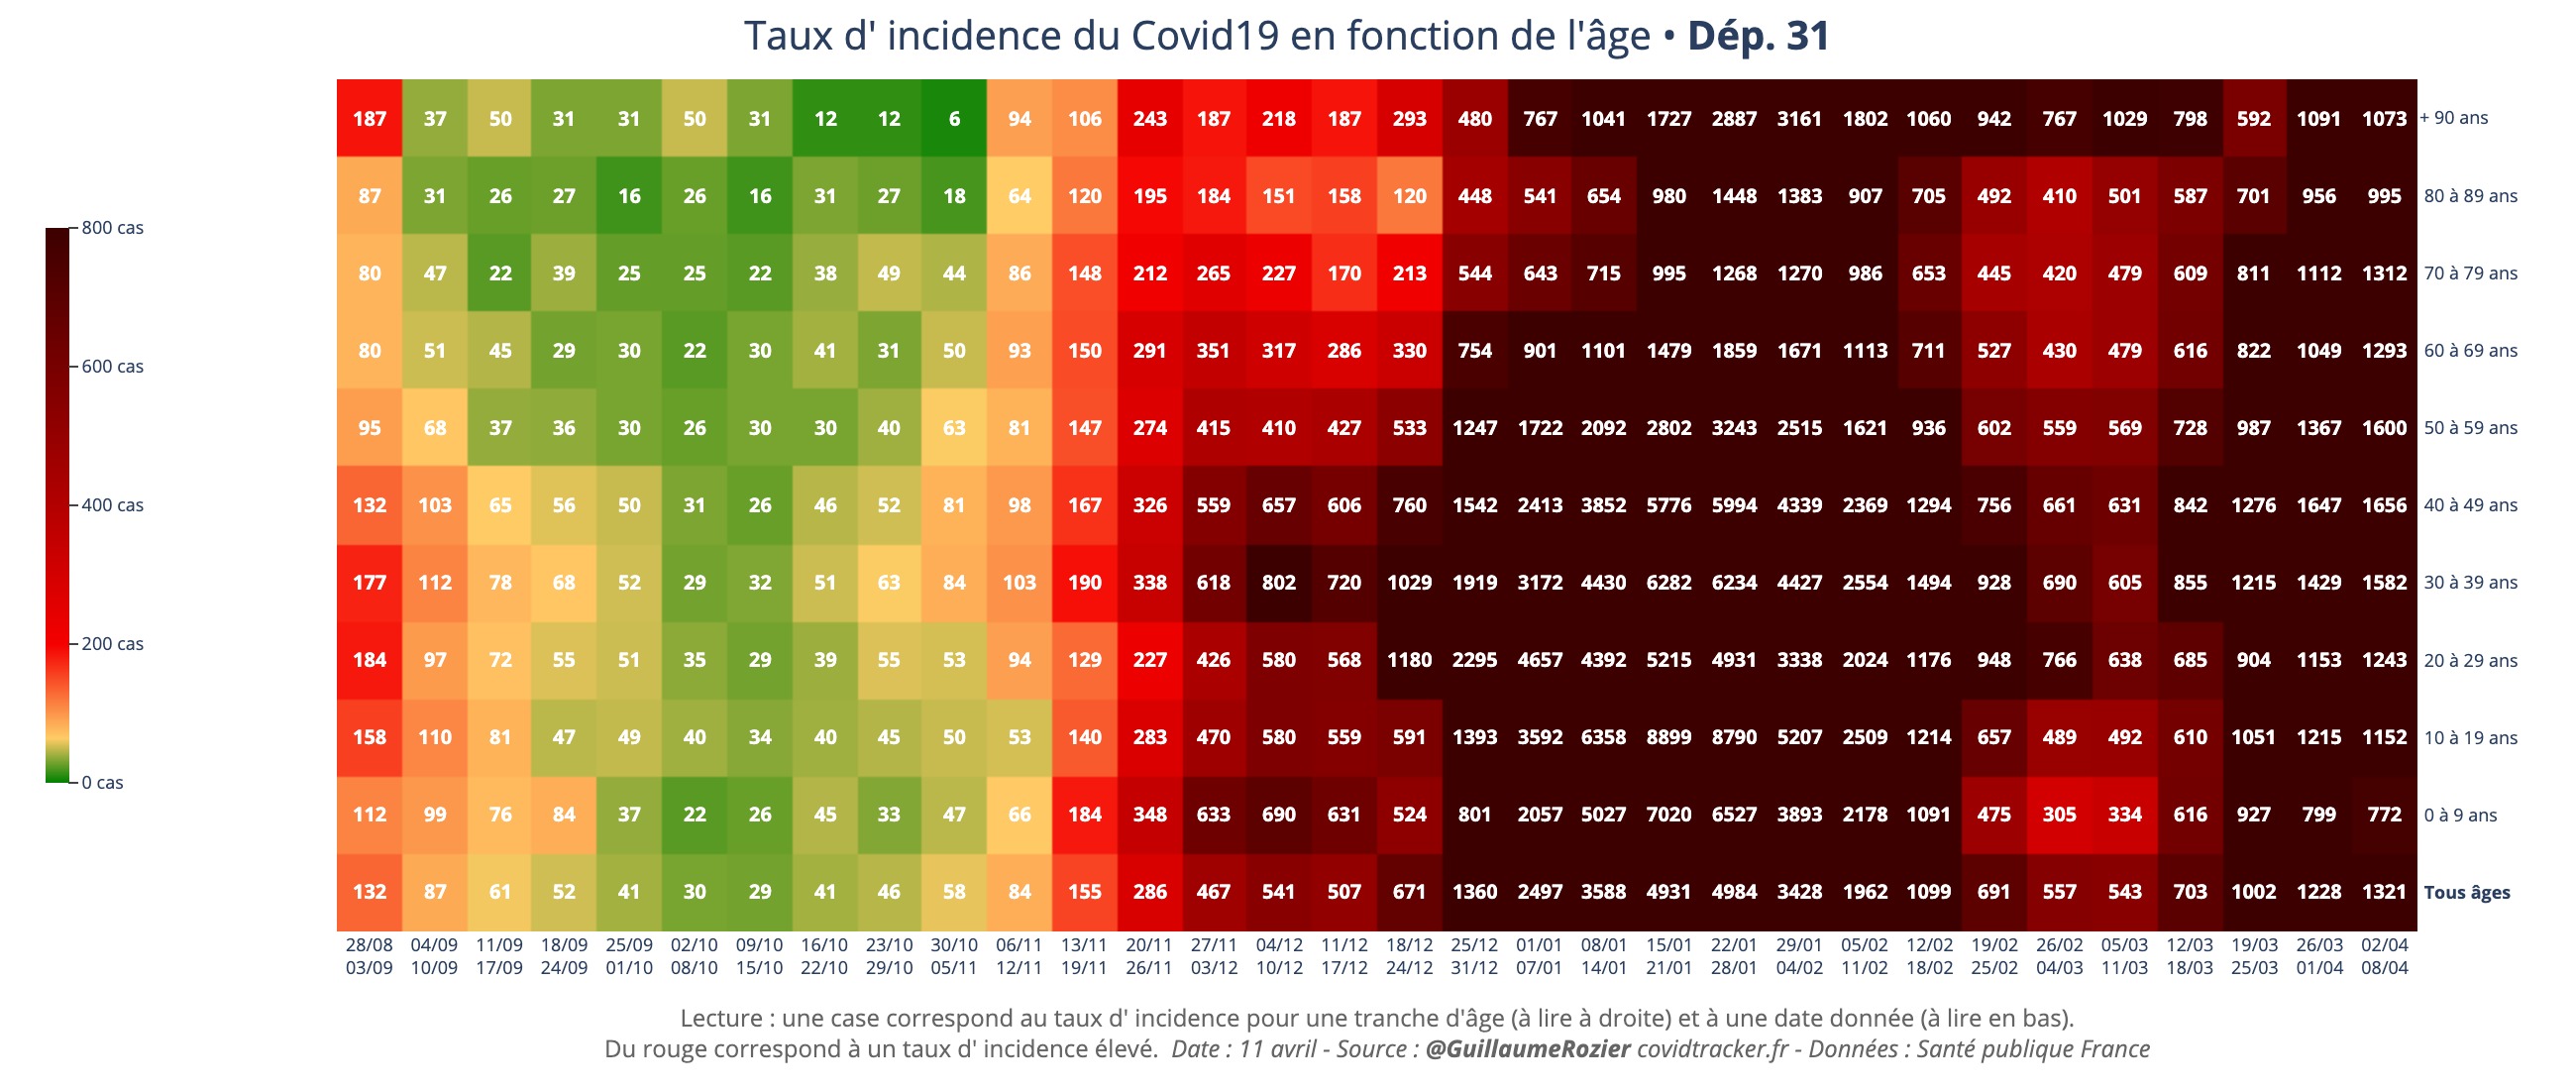 Taux d' incidence du Covid19 en fonction de l'âge • Dép. 31
187 37 50 31 31 50 31 12 12 6 94 106 243 187 218 187 293 480 767 1041 1727 2887 3161 1802 1060 942 767 1029 798 592 1091 1073 + 90 ans
87 31 26 27 16 26 16 31 27 18 64 120 195 184 151 158 120 448 541 654 980 1448 1383 907 705 492 410 501 587 701 956 995 80 à 89 ans
800 cas
80 47 22 39 25 25 22 38 49 44 86 148 212 265 227 170 213 544 643 715 995 1268 1270 986 653 445 420 479 609 811 1112 1312 70 à 79 ans
80 51 45 29 30 22 30 41 31 50 93 150 291 351 317 286 330 754 901 1101 1479 1859 1671 1113 711 527 430 479 616 822 1049 1293 60 à 69 ans
600 cas
95 68 37 36 30 26 30 30 40 63 81 147 274 415 410 427 533 1247 1722 2092 2802 3243 2515 1621 936 602 559 569 728 987 1367 1600 50 à 59 ans
400 cas
132 103 65 56 50 31 26 46 52 81 98 167 326 559 657 606 760 1542 2413 3852 5776 5994 4339 2369 1294 756 661 631 842 1276 1647 1656 40 à 49 ans
177 112 78 68 52 29 32 51 63 84 103 190 338 618 802 720 1029 1919 3172 4430 6282 6234 4427 2554 1494 928 690 605 855 1215 1429 1582 30 à 39 ans
200 cas
184 97 72 55 51 35 29 39 55 53 94 129 227 426 580 568 1180 2295 4657 4392 5215 4931 3338 2024 1176 948 766 638 685 904 1153 1243 20 à 29 ans
158 110 81 47 49 40 34 40 45 50 53 140 283 470 580 559 591 1393 3592 6358 8899 8790 5207 2509 1214 657 489 492 610 1051 1215 1152 10 à 19 ans
0 cas
112 99 76 84 37 22 26 45 33 47 66 184 348 633 690 631 524 801 2057 5027 7020 6527 3893 2178 1091 475 305 334 616 927 799 772 0 à 9 ans
132 87 61 52 41 30 29 41 46 58 84 155 286 467 541 507 671 1360 2497 3588 4931 4984 3428 1962 1099 691 557 543 703 1002 1228 1321 Tous âges
28/08 04/09 11/09 18/09 25/09 02/10 09/10 16/10 23/10 30/10 06/11 13/11 20/11 27/11 04/12 11/12 18/12 25/12 01/01 08/01 15/01 22/01 29/01 05/02 12/02 19/02 26/02 05/03 12/03 19/03 26/03 02/04
03/09 10/09 17/09 24/09 01/10 08/10 15/10 22/10 29/10 05/11 12/11 19/11 26/11 03/12 10/12 17/12 24/12 31/12 07/01 14/01 21/01 28/01 04/02 11/02 18/02 25/02 04/03 11/03 18/03 25/03 01/04 08/04
Lecture : une case correspond au taux d' incidence pour une tranche d'âge (à lire à droite) et à une date donnée (à lire en bas).
Du rouge correspond à un taux d' incidence élevé. Date : 11 avril - Source : @GuillaumeRozier covidtracker.fr - Données : Santé publique France